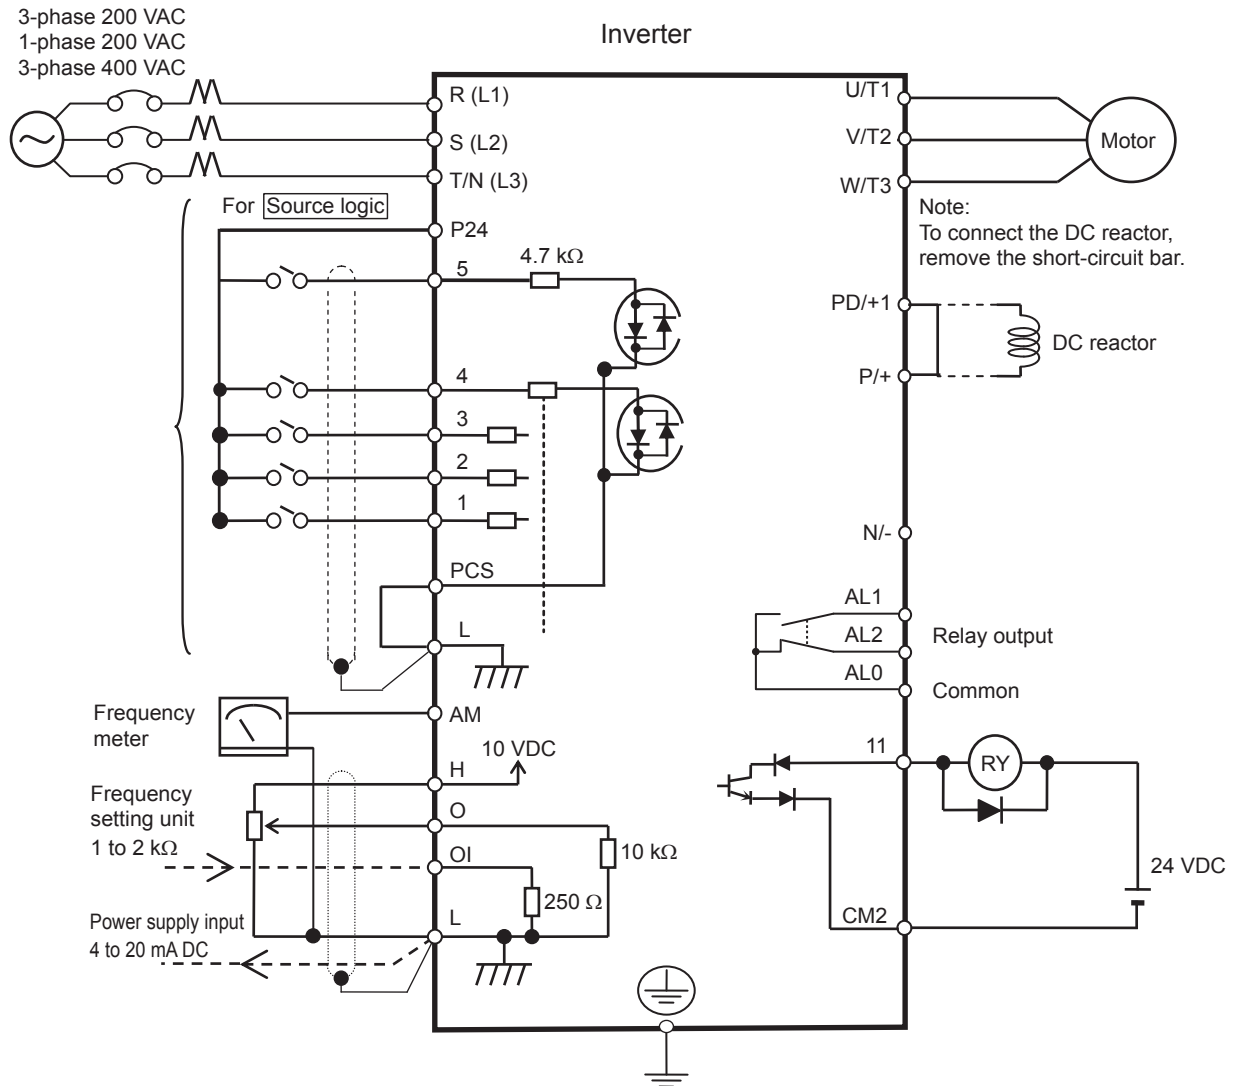 3-phase 200 VAC
1-phase 200 VAC
3-phase 400 VAC
Inverter
R (L1)
S (L2)
T/N (L3)
U/T1
V/T2
W/T3
Motor
For Source logic
P24
Note:
To connect the DC reactor,
remove the short-circuit bar.
5
4.7 kΩ
PD/+1
DC reactor
P/+
4
3
2
1
N/-
PCS
L
AL1
AL2
Relay output
AL0
Common
Frequency
meter
AM
10 VDC
H
11
RY
Frequency
setting unit
1 to 2 kΩ
O
OI
10 kΩ
250 Ω
24 VDC
Power supply input
4 to 20 mA DC
L
CM2